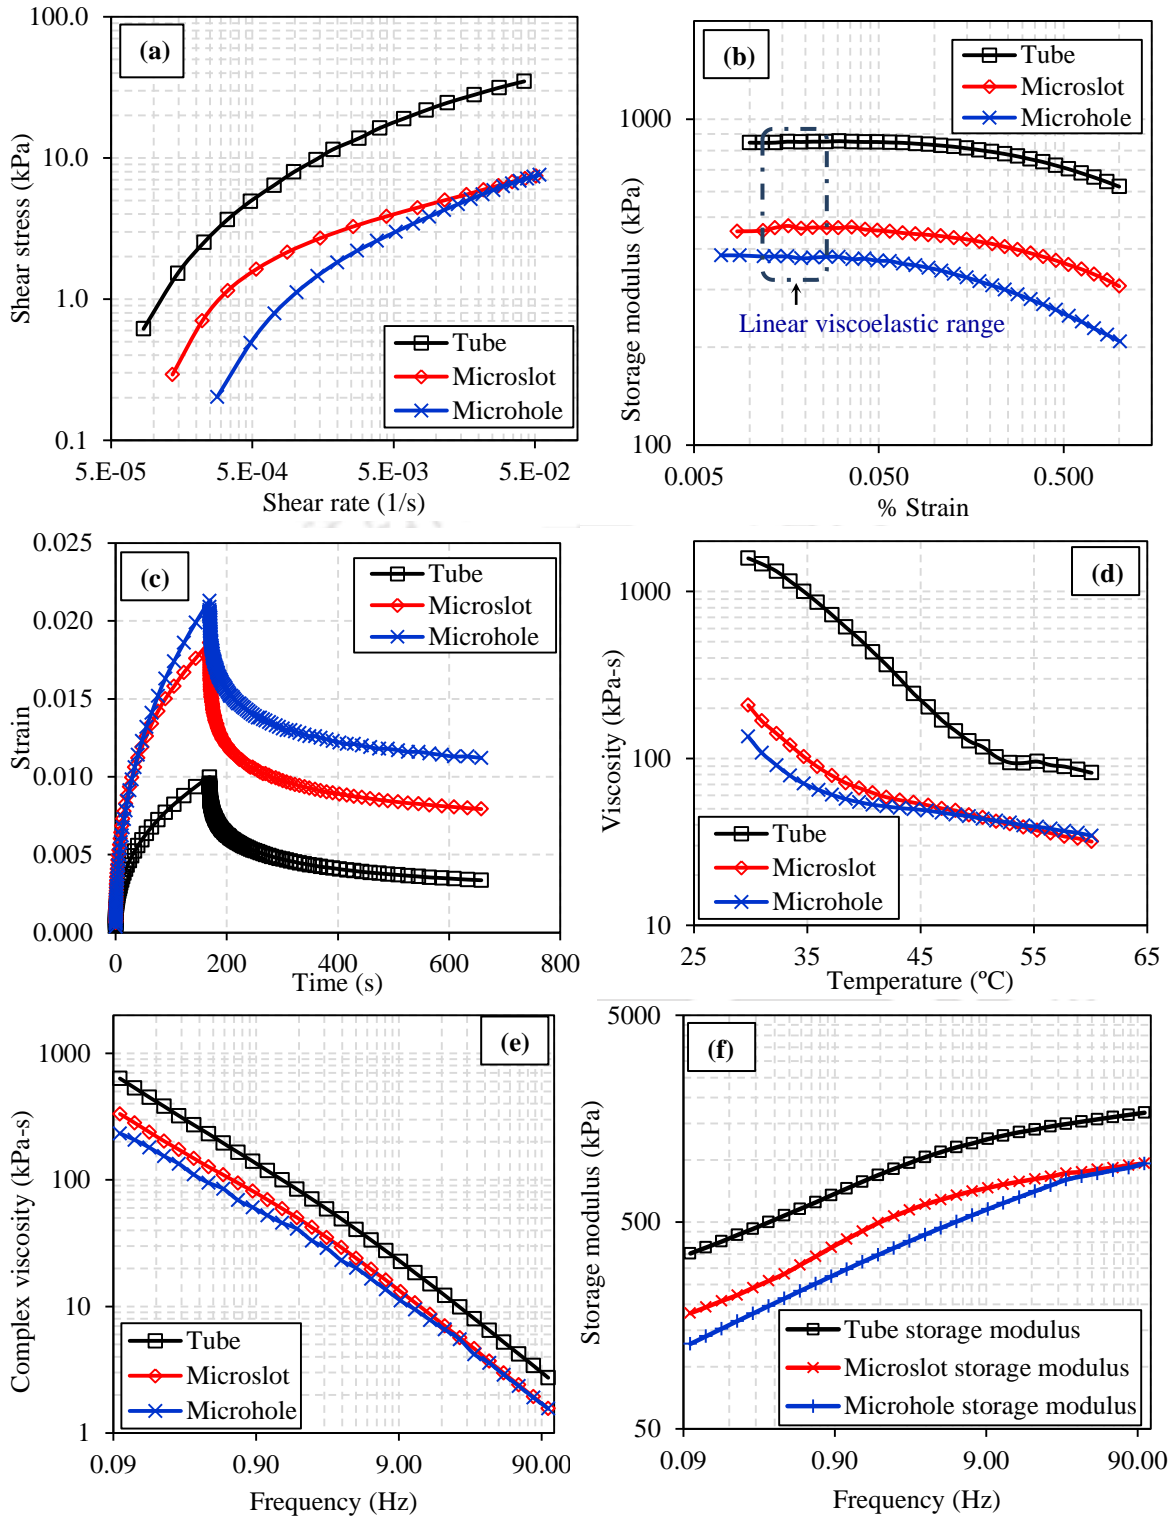 (a)
Shear stress (kPa)
100.0
10.0
1.0
0.1
Tube
Microslot
Microhole
5.E-05 5.E-04 5.E-03 5.E-02
Shear rate (1/s)
(b)
Storage modulus (kPa)
1000
100
Tube
Microslot
Microhole
Linear viscoelastic range
0.005 0.050 0.500
% Strain
(c)
Strain
0.025
0.020
0.015
0.010
0.005
0.000
Tube
Microslot
Microhole
0 200 400 600 800
Time (s)
(d)
Viscosity (kPa-s)
1000
100
10
Tube
Microslot
Microhole
25 35 45 55 65
Temperature (ºC)
(e)
Complex viscosity (kPa-s)
1000
100
10
1
Tube
Microslot
Microhole
0.09 0.90 9.00 90.00
Frequency (Hz)
(f)
Storage modulus (kPa)
5000
500
50
Tube storage modulus
Microslot storage modulus
Microhole storage modulus
0.09 0.90 9.00 90.00
Frequency (Hz)